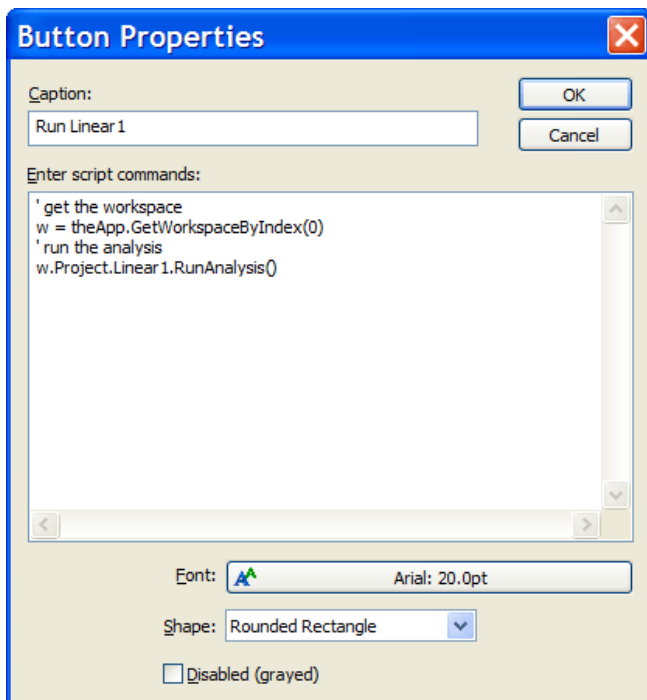 Button Properties
Caption:
OK
Run Linear1
Cancel
Enter script commands:
' get the workspace
w = theApp.GetWorkspaceByIndex(0)
' run the analysis
w.Project.Linear1.RunAnalysis()
Font:
Arial: 20.0pt
Shape:
Rounded Rectangle
Disabled (grayed)